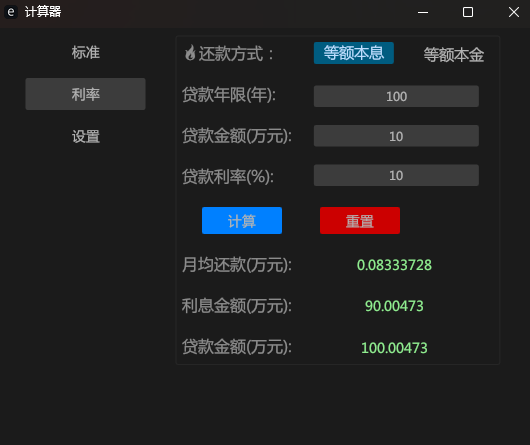 e 计算器
标准
利率
设置
还款方式： 等额本息 等额本金
贷款年限(年): 100
贷款金额(万元): 10
贷款利率(%): 10
计算 重置
月均还款(万元): 0.08333728
利息金额(万元): 90.00473
贷款金额(万元): 100.00473